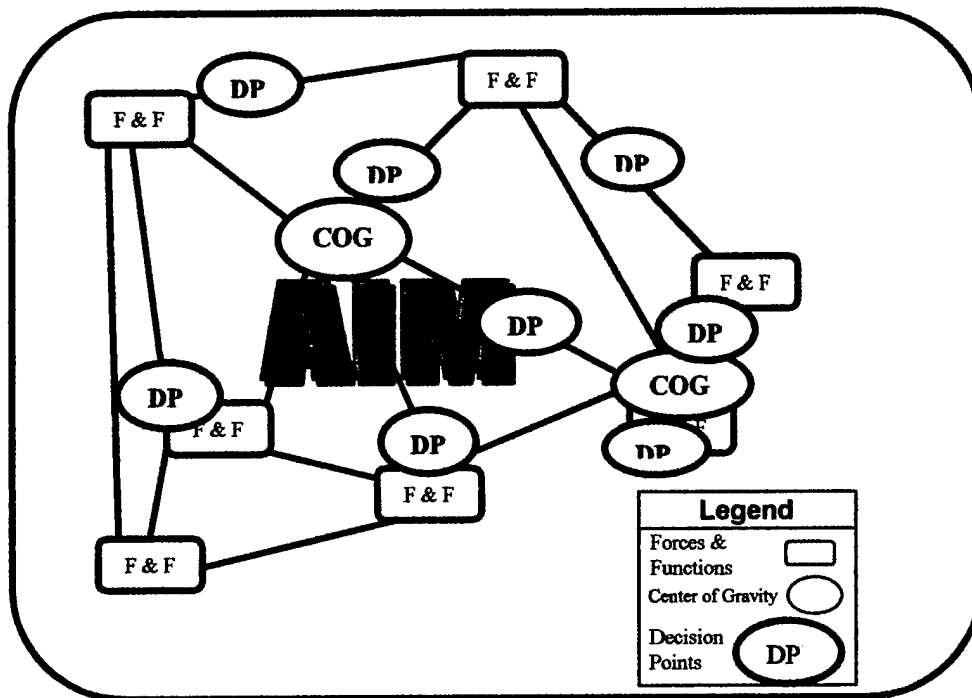 DP
F & F
F & F
DP
DP
COG
F & F
AIM
DP
DP
COG
DP
F & F
DP
F
DP
F & F
F & F
Legend
Forces &
Functions
Center of Gravity
Decision
Points
DP